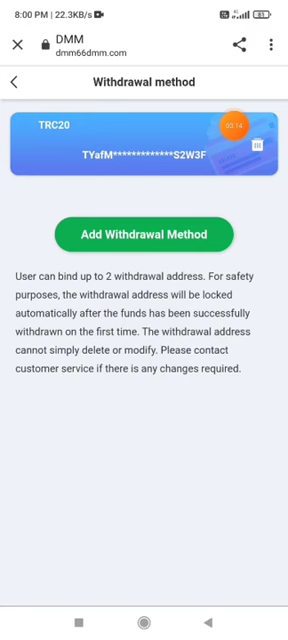 8:00 PM | 22.3KB/s
61
DMM
dmm66dmm.com
Withdrawal method
TRC20
03:14
TYafM*************S2W3F
Add Withdrawal Method
User can bind up to 2 withdrawal address. For safety
purposes, the withdrawal address will be locked
automatically after the funds has been successfully
withdrawn on the first time. The withdrawal address
cannot simply delete or modify. Please contact
customer service if there is any changes required.